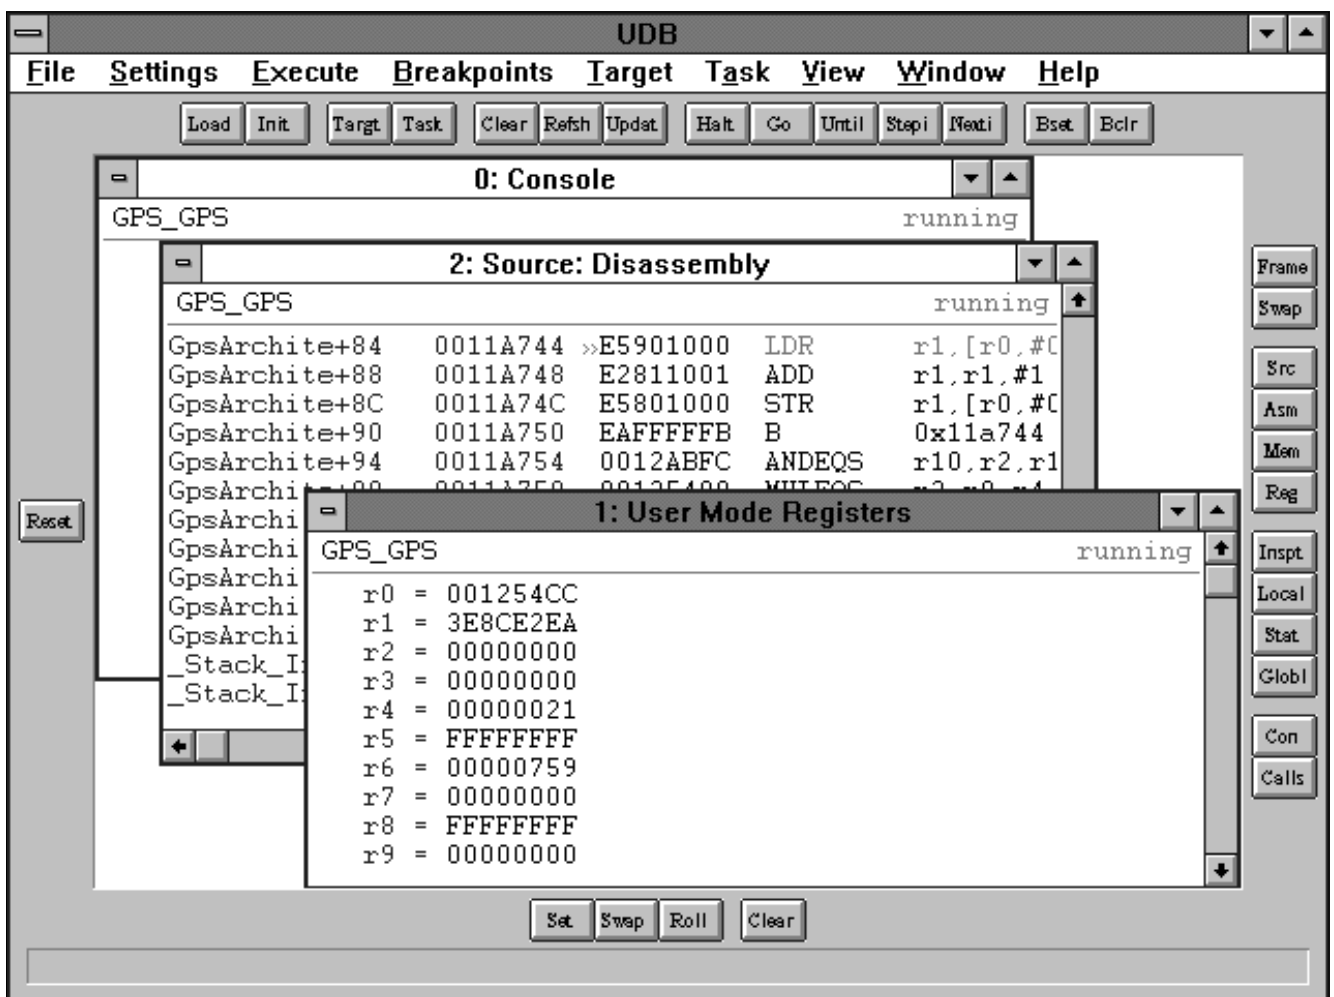 UDB
File Settings Execute Breakpoints Target Task View Window Help
Load Init Targt Task Clear Refsh Updat Halt Go Until Stepi Nexti Bset Bclr
0: Console
GPS_GPS running
2: Source: Disassembly
GPS_GPS running
GpsArchite+84 0011A744 »E5901000 LDR r1,[r0,#0
GpsArchite+88 0011A748 E2811001 ADD r1,r1,#1
GpsArchite+8C 0011A74C E5801000 STR r1,[r0,#0
GpsArchite+90 0011A750 EAFFFFFB B 0x11a744
GpsArchite+94 0011A754 0012ABFC ANDEQS r10,r2,r1
GpsArchi
GpsArchi
GpsArchi
GpsArchi
GpsArchi
GpsArchi
_Stack_I
_Stack_I
1: User Mode Registers
GPS_GPS running
r0 = 001254CC
r1 = 3E8CE2EA
r2 = 00000000
r3 = 00000000
r4 = 00000021
r5 = FFFFFFFF
r6 = 00000759
r7 = 00000000
r8 = FFFFFFFF
r9 = 00000000
Reset
Frame
Swap
Src
Asm
Mem
Reg
Inspt
Local
Stat
Globl
Con
Calls
Set Swap Roll Clear